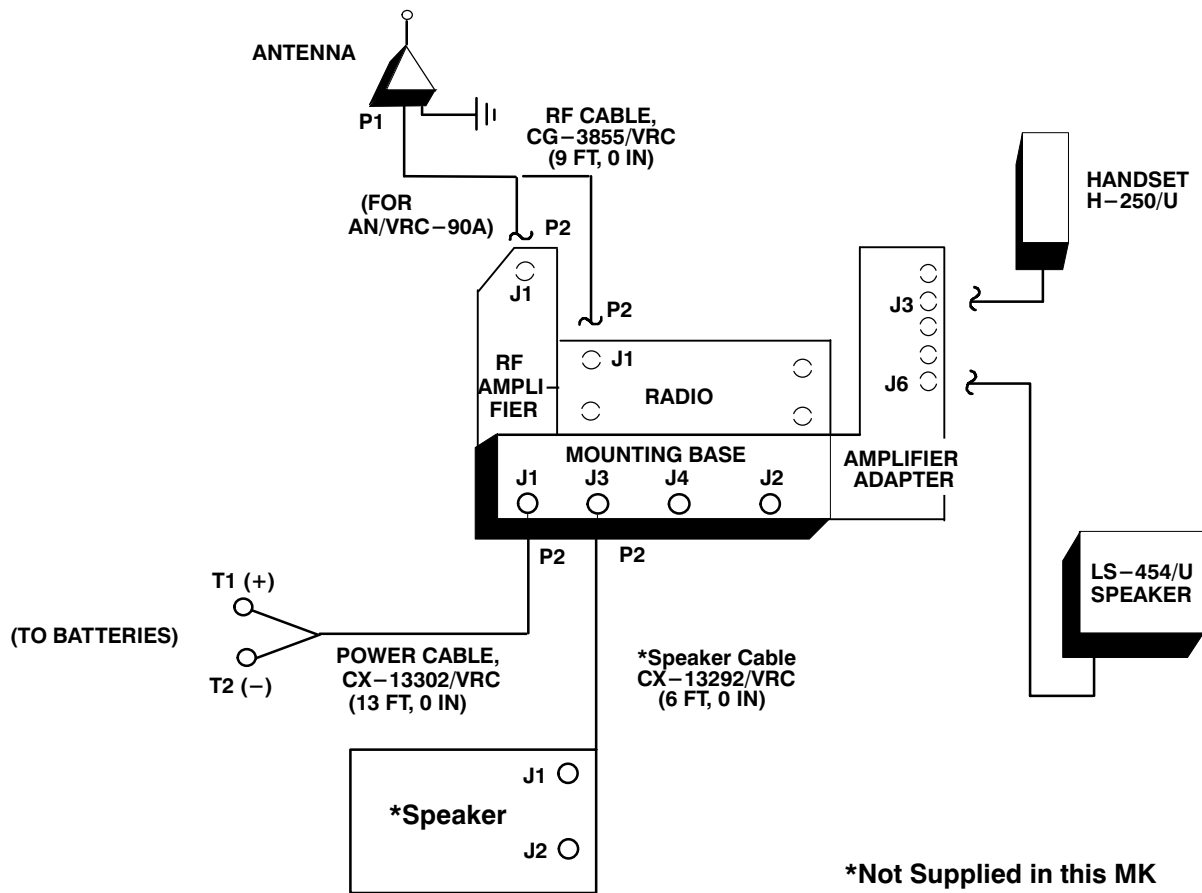 ANTENNA
P1
RF CABLE,
CG−3855/VRC
(9 FT, 0 IN)
(FOR
AN/VRC−90A)
P2
HANDSET
H−250/U
J1
P2
J3
RF
AMPLI−
FIER
J1
RADIO
J6
MOUNTING BASE
J1
J3
J4
J2
AMPLIFIER
ADAPTER
P2
P2
LS−454/U
SPEAKER
T1 (+)
(TO BATTERIES)
T2 (−)
POWER CABLE,
CX−13302/VRC
(13 FT, 0 IN)
*Speaker Cable
CX−13292/VRC
(6 FT, 0 IN)
J1
*Speaker
J2
*Not Supplied in this MK